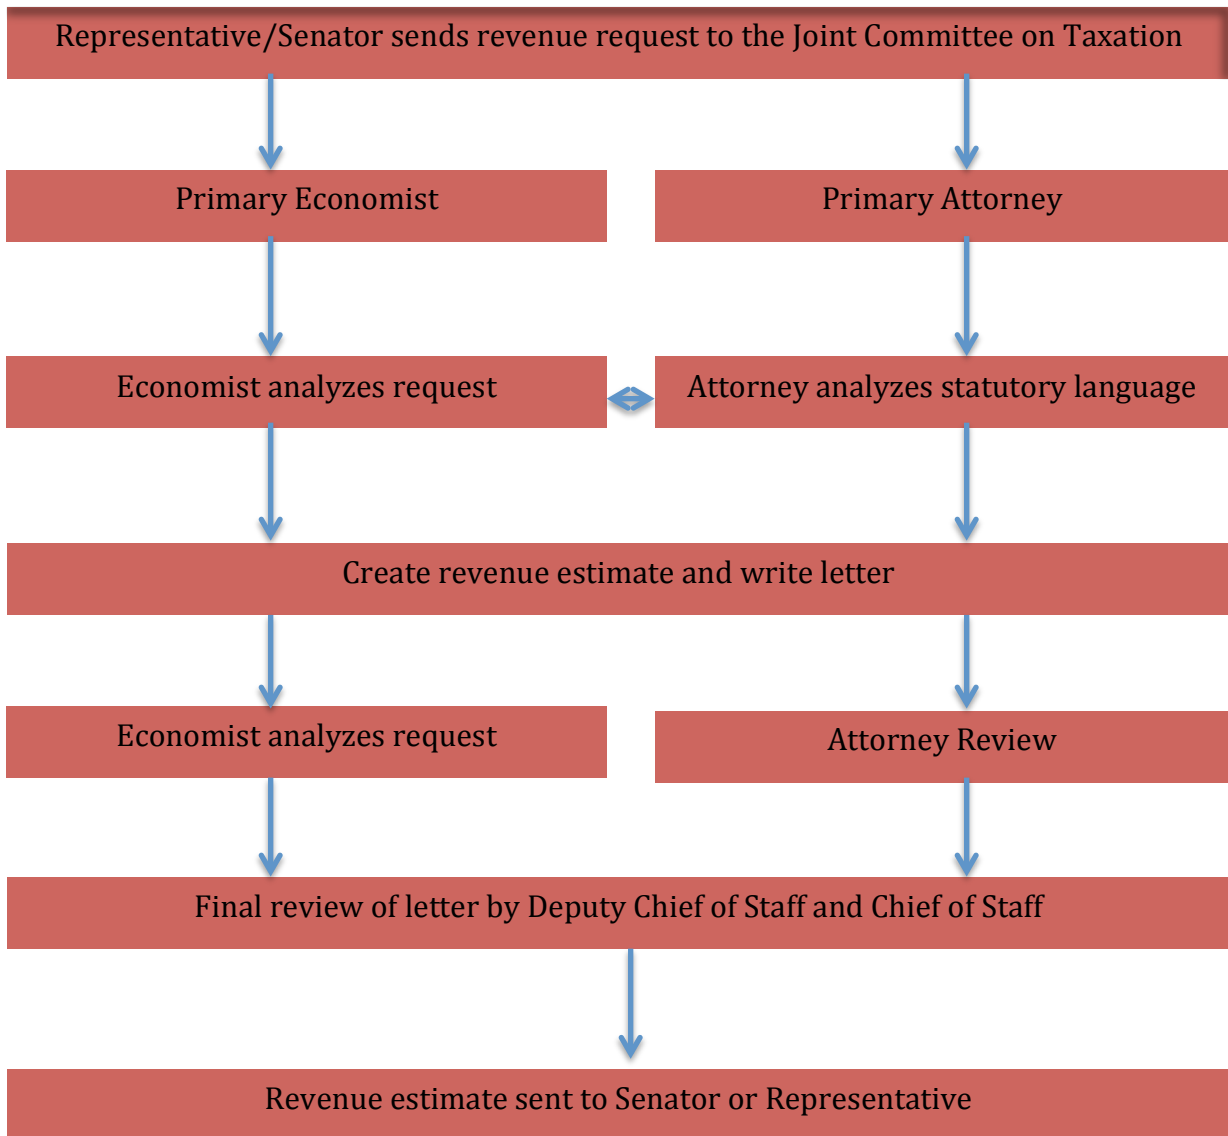 Representative/Senator sends revenue request to the Joint Committee on Taxation
Primary Economist
Primary Attorney
Economist analyzes request
Attorney analyzes statutory language
Create revenue estimate and write letter
Economist analyzes request
Attorney Review
Final review of letter by Deputy Chief of Staff and Chief of Staff
Revenue estimate sent to Senator or Representative